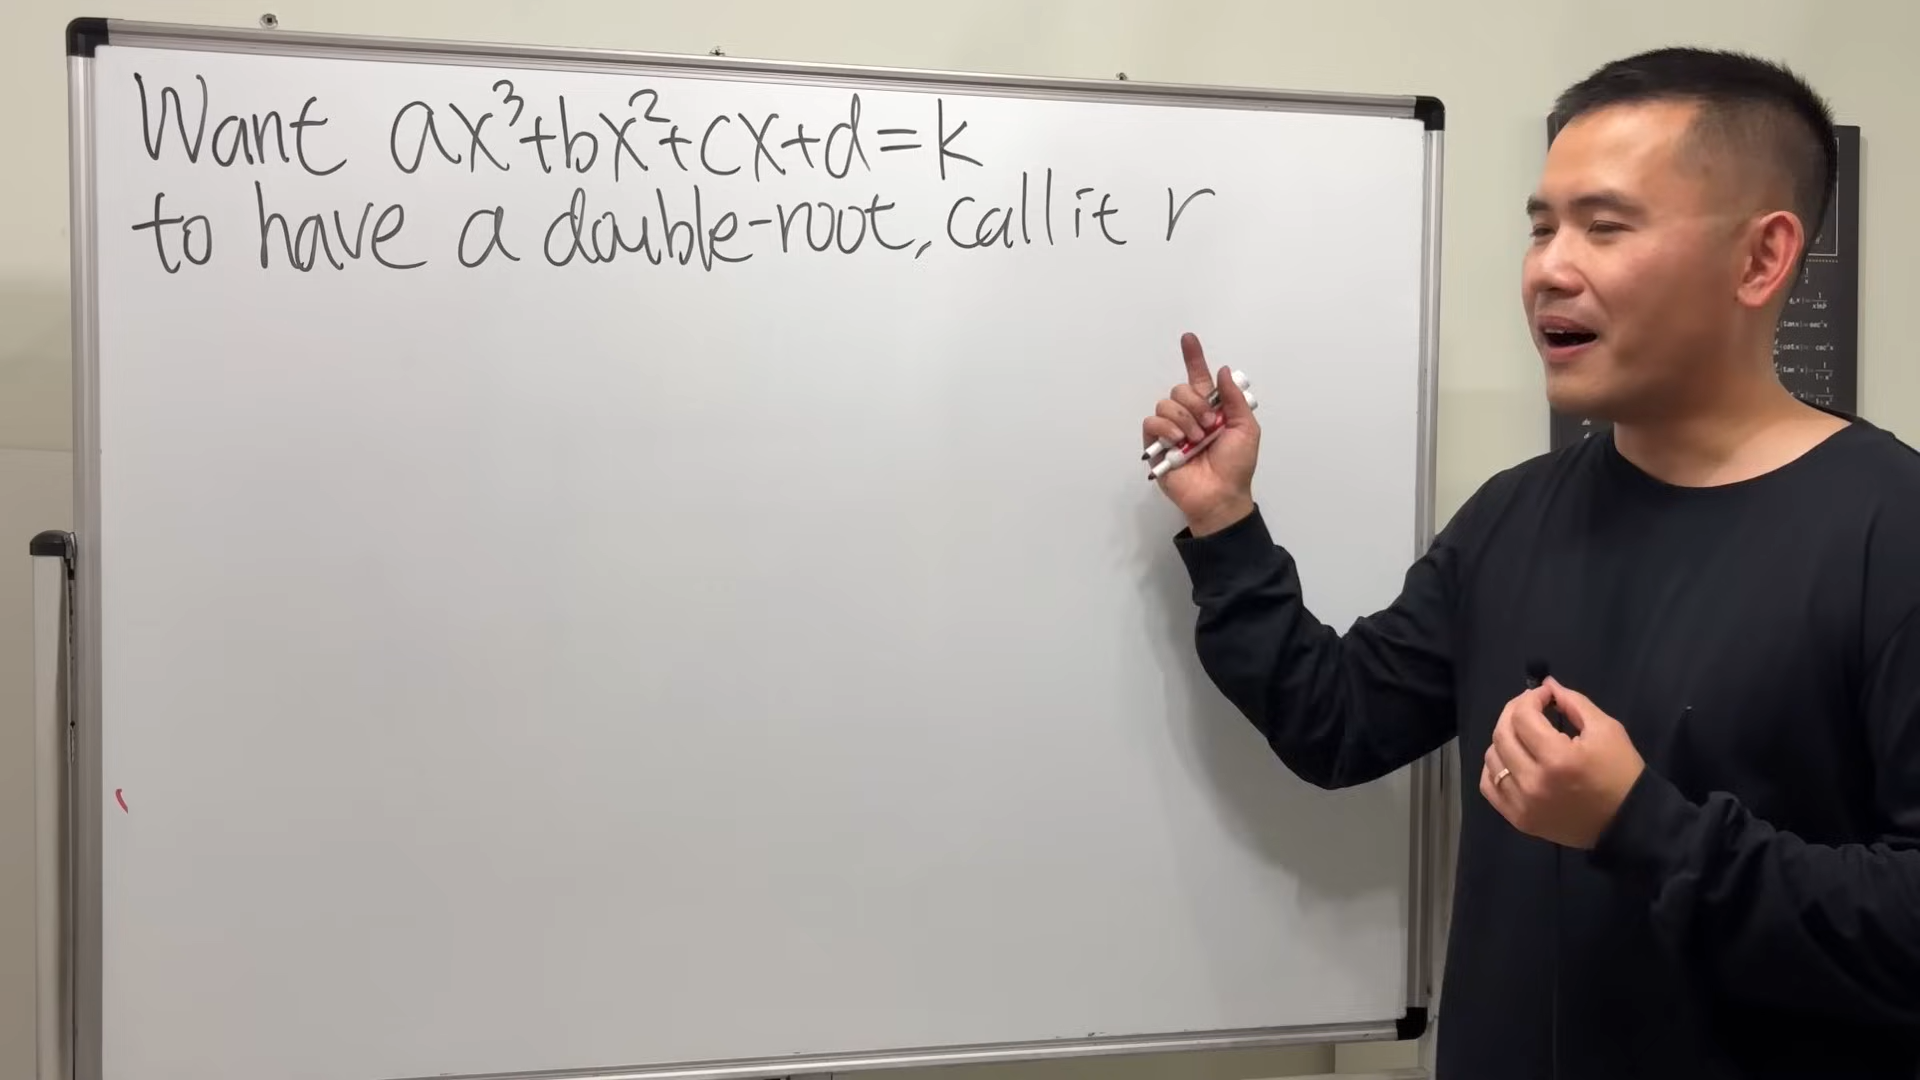 Want ax³+bx²+cx+d=k
to have a double-root, call it r